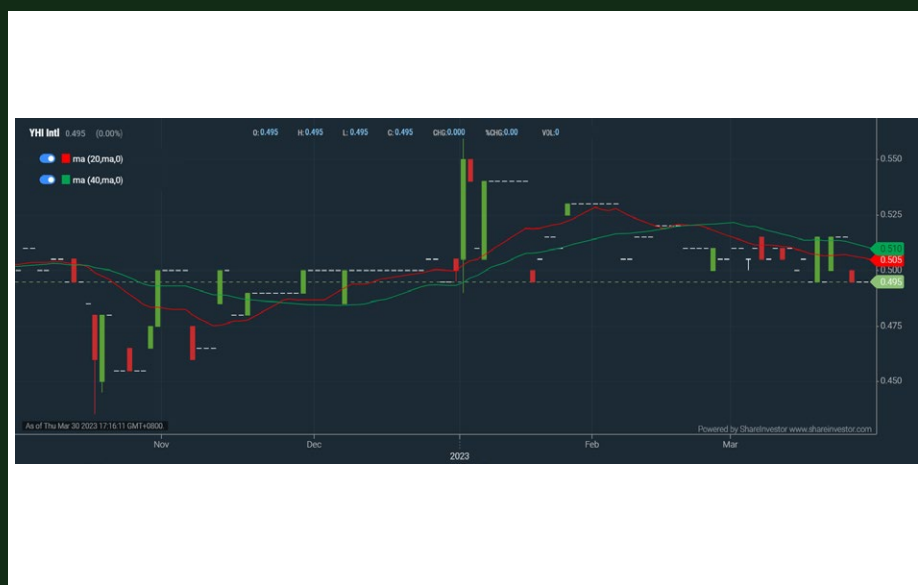 YHI Intl 0.495 (0.00%) O: 0.495 H: 0.495 L: 0.495 C: 0.495 CHG: 0.000 %CHG: 0.00 VOL: 0
ma (20,ma,0)
ma (40,ma,0)
0.550
0.525
0.510
0.505
0.500
0.495
0.475
0.450
As of Thu Mar 30 2023 17:16:11 GMT+0800.
Powered by ShareInvestor www.shareinvestor.com
Nov Dec Feb Mar
2023